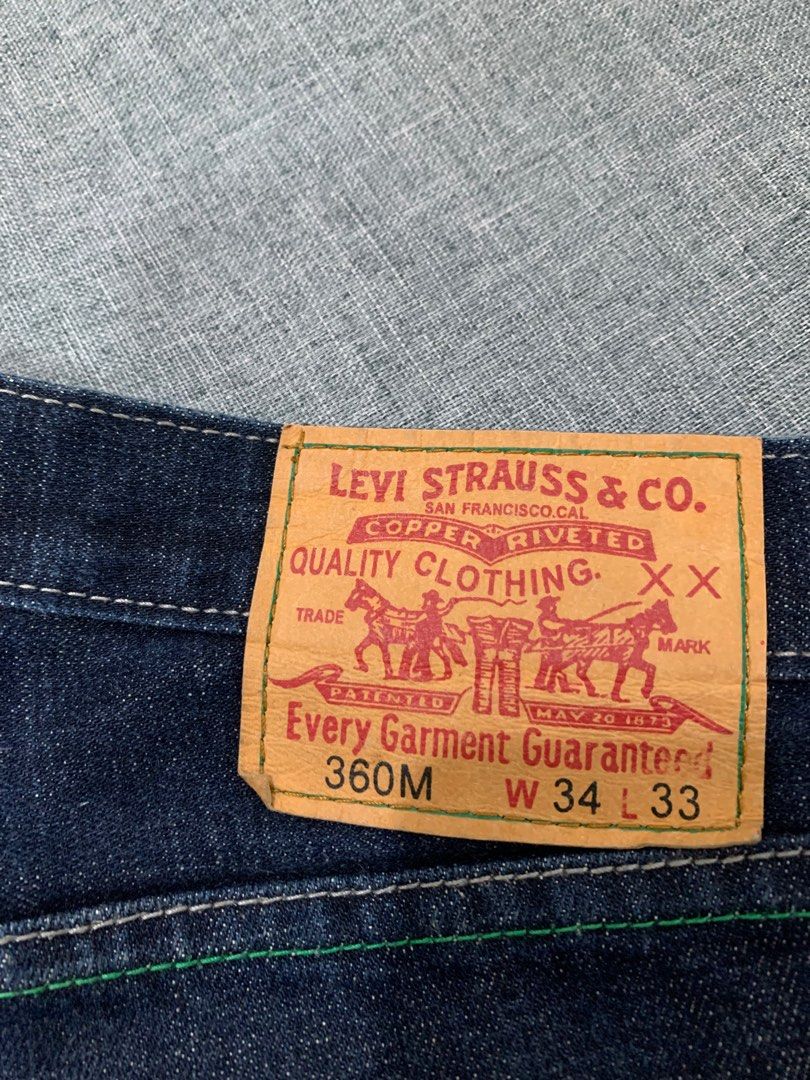 LEVI STRAUSS & CO.
SAN FRANCISCO.CAL
COPPER RIVETED
QUALITY CLOTHING. XX
TRADE MARK
PATENTED MAY 20 1873
Every Garment Guaranteed
360M W 34 L 33